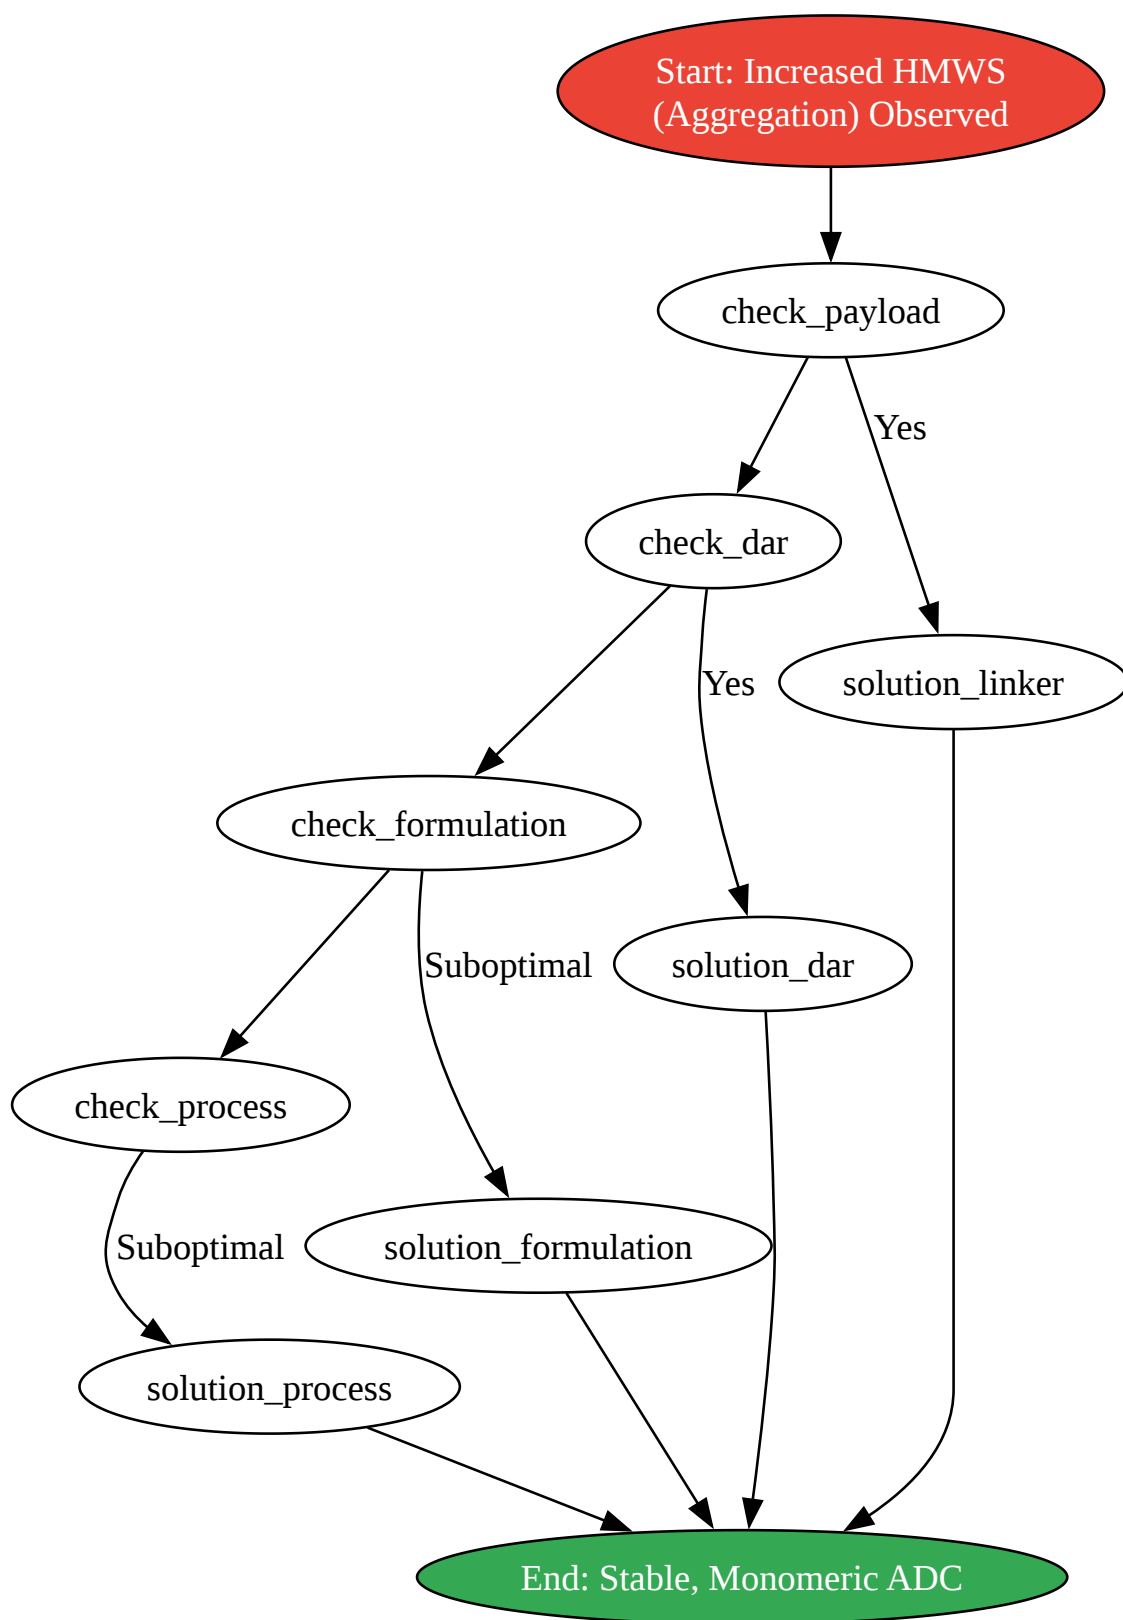 Start: Increased HMWS
(Aggregation) Observed
check_payload
Yes
check_dar
Yes
solution_linker
check_formulation
Suboptimal
solution_dar
check_process
Suboptimal
solution_formulation
solution_process
End: Stable, Monomeric ADC